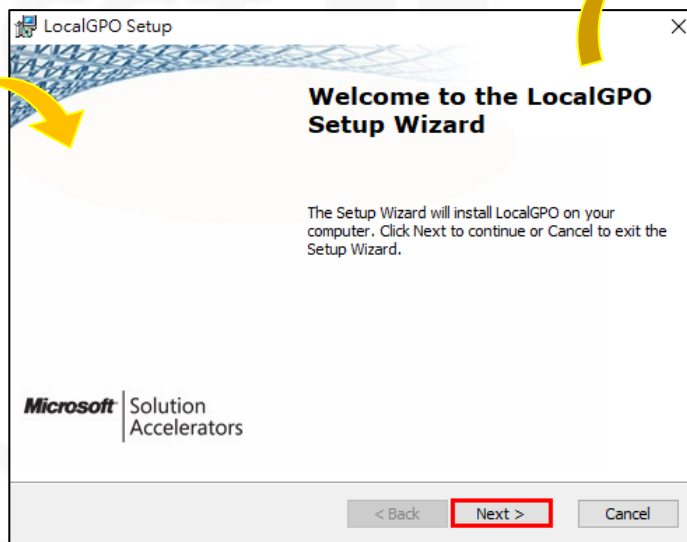 LocalGPO Setup
Welcome to the LocalGPO
Setup Wizard
The Setup Wizard will install LocalGPO on your
computer. Click Next to continue or Cancel to exit the
Setup Wizard.
Microsoft Solution
Accelerators
< Back Next > Cancel